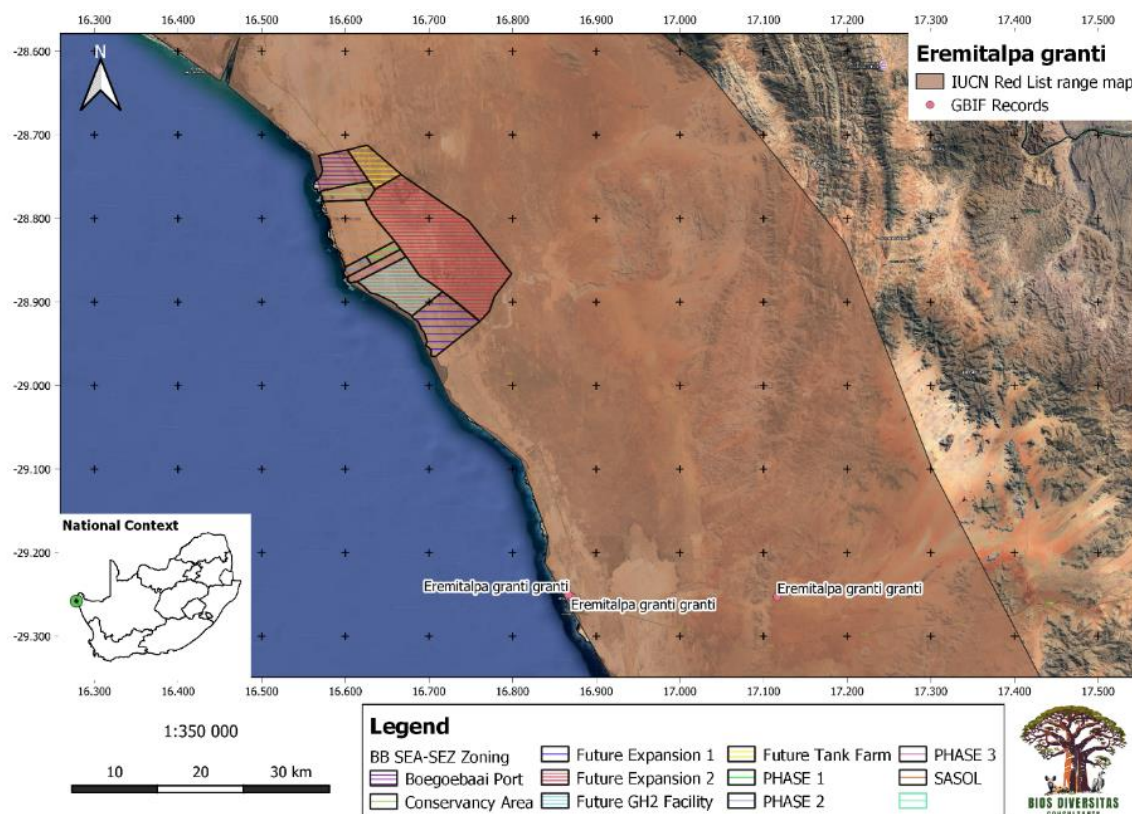 16.300 16.400 16.500 16.600 16.700 16.800 16.900 17.000 17.100 17.200 17.300 17.400 17.500
-28.600
-28.700
-28.800
-28.900
-29.000
-29.100
-29.200
-29.300
N
Eremitalpa granti
IUCN Red List range map
GBIF Records
Eremitalpa granti granti
Eremitalpa granti granti
Eremitalpa granti granti
National Context
16.300 16.400 16.500 16.600 16.700 16.800 16.900 17.000 17.100 17.200 17.300 17.400 17.500
1:350 000
10 20 30 km
Legend
BB SEA-SEZ Zoning
Boegoebaai Port
Conservancy Area
Future Expansion 1
Future Expansion 2
Future GH2 Facility
Future Tank Farm
PHASE 1
PHASE 2
PHASE 3
SASOL
BIOS DIVERSITAS